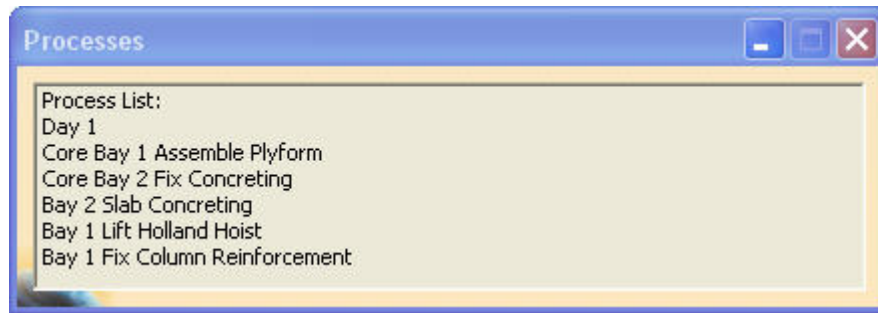 Processes
Process List:
Day 1
Core Bay 1 Assemble Plyform
Core Bay 2 Fix Concreting
Bay 2 Slab Concreting
Bay 1 Lift Holland Hoist
Bay 1 Fix Column Reinforcement